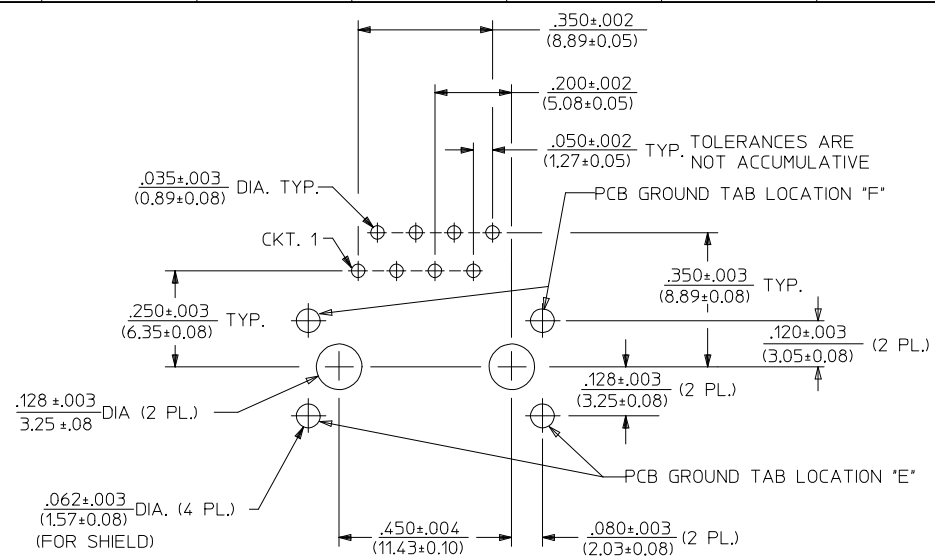 .350±.002
(8.89±0.05)
.200±.002
(5.08±0.05)
.050±.002
(1.27±0.05) TYP. TOLERANCES ARE
NOT ACCUMULATIVE
.035±.003
(0.89±0.08) DIA. TYP.
PCB GROUND TAB LOCATION "F"
CKT. 1
.350±.003
(8.89±0.08) TYP.
.250±.003
(6.35±0.08) TYP.
.120±.003
(3.05±0.08) (2 PL.)
.128±.003
(3.25±0.08) (2 PL.)
.128 ±.003
3.25 ±.08 DIA (2 PL.)
PCB GROUND TAB LOCATION "E"
.062±.003
(1.57±0.08) DIA. (4 PL.)
(FOR SHIELD)
.450±.004
(11.43±0.10)
.080±.003
(2.03±0.08) (2 PL.)